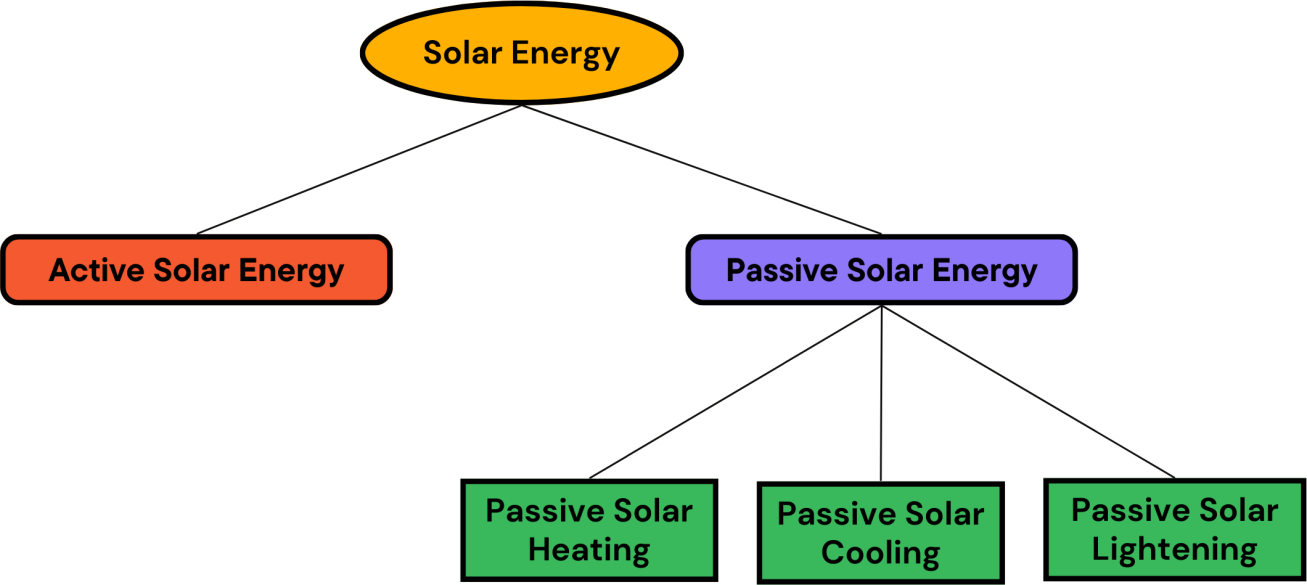 Solar Energy
Active Solar Energy
Passive Solar Energy
Passive Solar
Heating
Passive Solar
Cooling
Passive Solar
Lightening